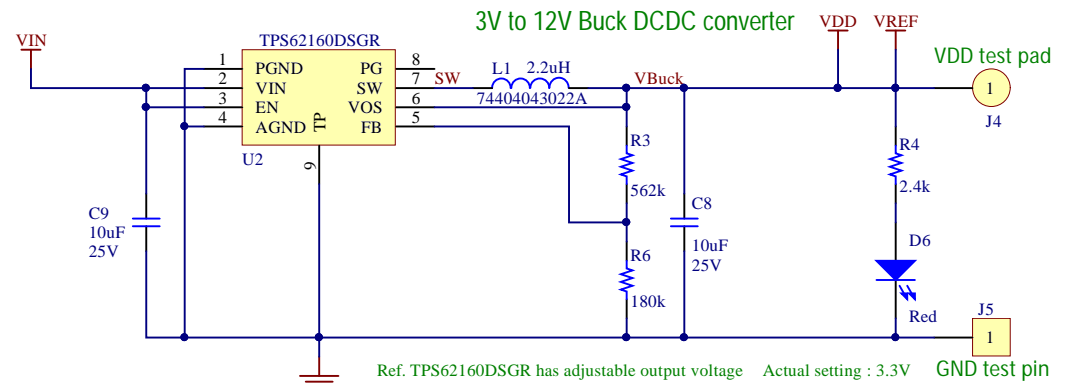 3V to 12V Buck DCDC converter
VIN
VDD
VREF
TPS62160DSGR
VDD test pad
1 PGND
2 VIN
3 EN
4 AGND
TP
9
PG 8
SW 7
VOS 6
FB 5
U2
SW
L1 2.2uH
74404043022A
VBuck
1
J4
R3
562k
R4
2.4k
C9
10uF
25V
C8
10uF
25V
R6
180k
D6
Red
J5
1
GND test pin
Ref. TPS62160DSGR has adjustable output voltage Actual setting : 3.3V